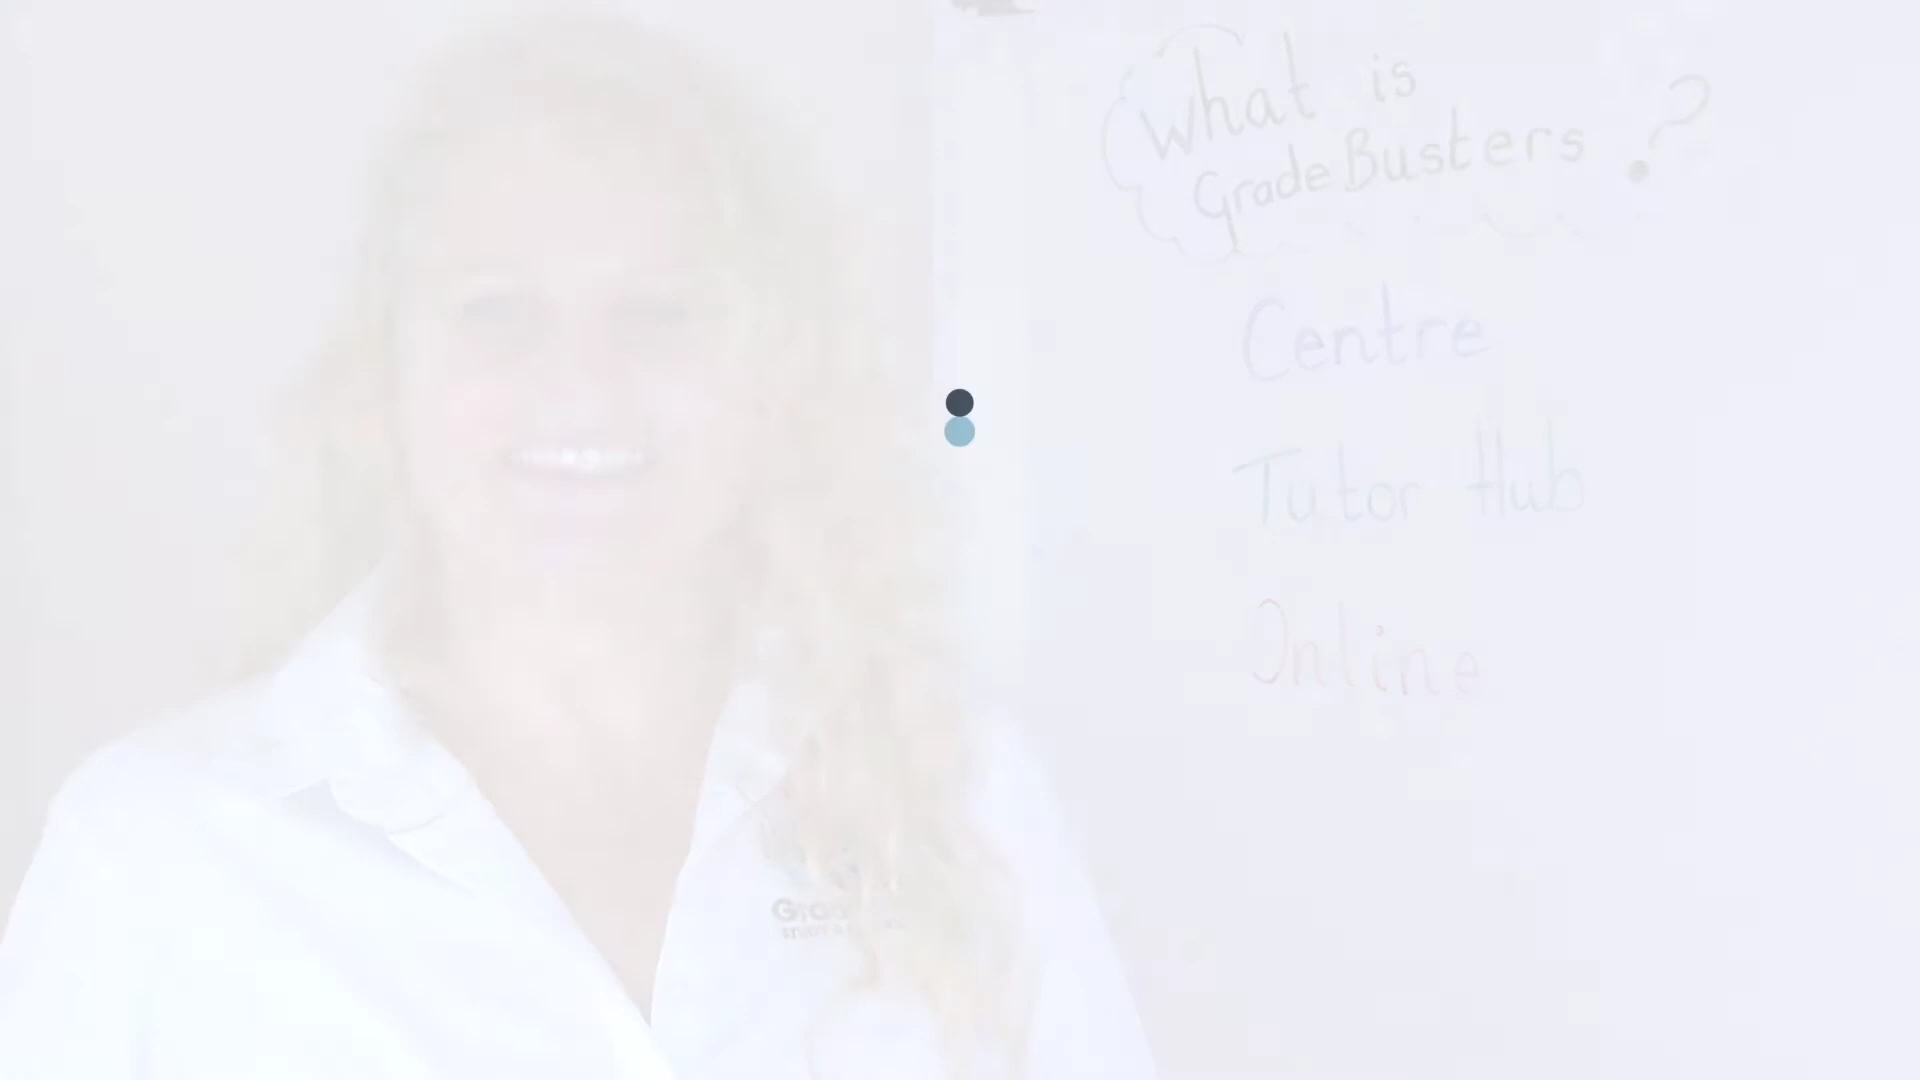 What is
GradeBusters ?
Centre
Tutor Hub
Online